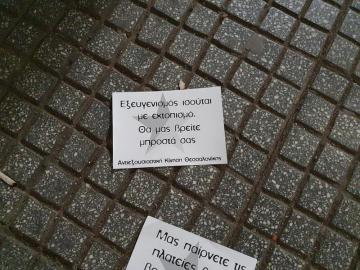 Εξευγενισμός ισούται
με εκτοπισμό.
Θα μας βρείτε
μπροστά σας
Αντιεξουσιαστική Κίνηση Θεσσαλονίκης
Μας παίρνετε τις
πλατείες